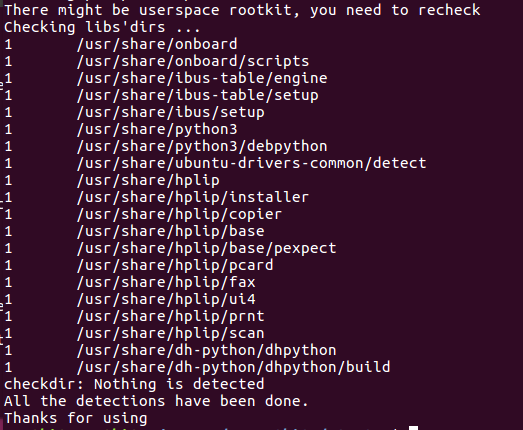 There might be userspace rootkit, you need to recheck
Checking libs'dirs ...
1 /usr/share/onboard
1 /usr/share/onboard/scripts
1 /usr/share/ibus-table/engine
1 /usr/share/ibus-table/setup
1 /usr/share/ibus/setup
1 /usr/share/python3
1 /usr/share/python3/debpython
1 /usr/share/ubuntu-drivers-common/detect
1 /usr/share/hplip
1 /usr/share/hplip/installer
1 /usr/share/hplip/copier
1 /usr/share/hplip/base
1 /usr/share/hplip/base/pexpect
1 /usr/share/hplip/pcard
1 /usr/share/hplip/fax
1 /usr/share/hplip/ui4
1 /usr/share/hplip/prnt
1 /usr/share/hplip/scan
1 /usr/share/dh-python/dhpython
1 /usr/share/dh-python/dhpython/build
checkdir: Nothing is detected
All the detections have been done.
Thanks for using